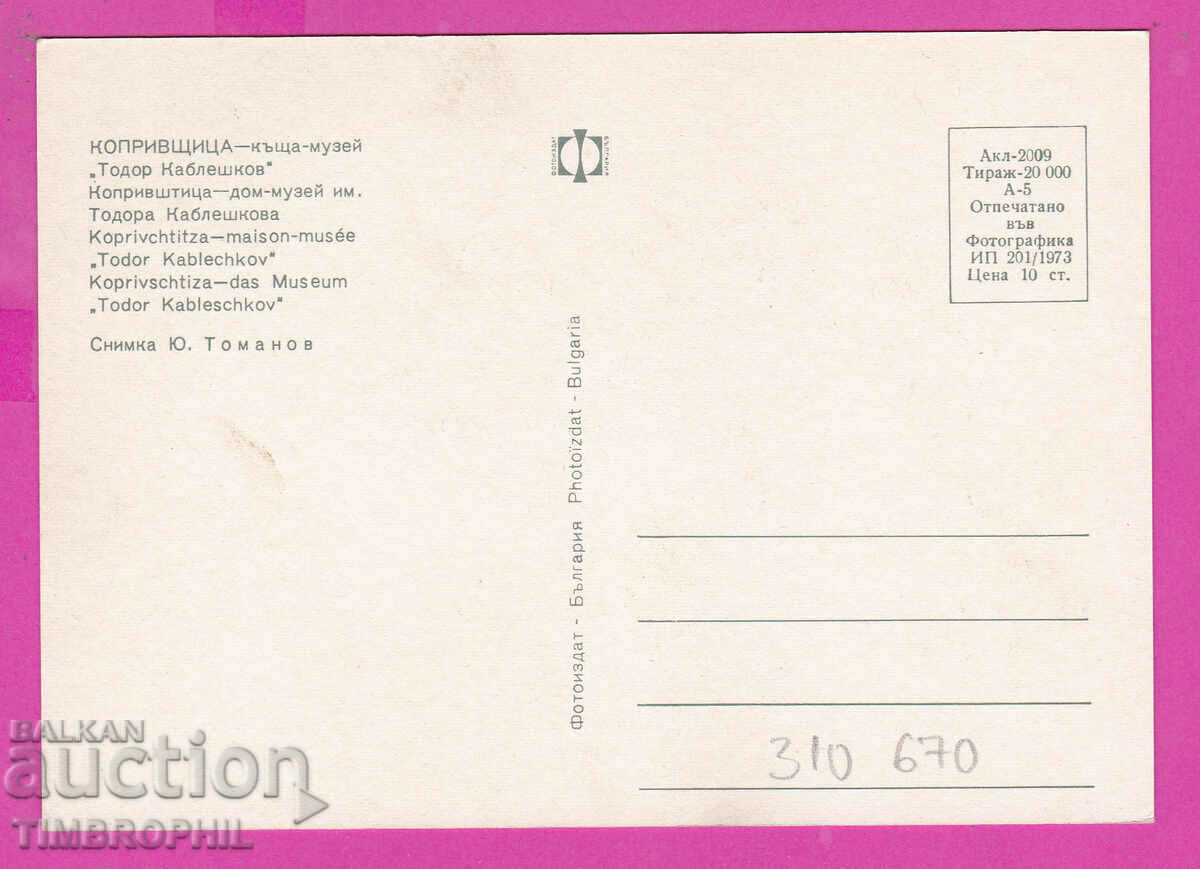 КОПРИВЩИЦА—къща-музей
„Тодор Каблешков"
Копривштица—дом-музей им.
Тодора Каблешкова
Koprivchtitza—maison-musée
„Todor Kablechkov"
Koprivschtiza—das Museum
„Todor Kableschkov"
Снимка Ю. Томанов
ФОТОИЗДАТ
БЪЛГАРИЯ
Фотоиздат - България Photoïzdat - Bulgaria
Акл-2009
Тираж-20 000
А-5
Отпечатано
във
Фотографика
ИП 201/1973
Цена 10 ст.
310 670
BALKAN
auction
TIMBROPHIL